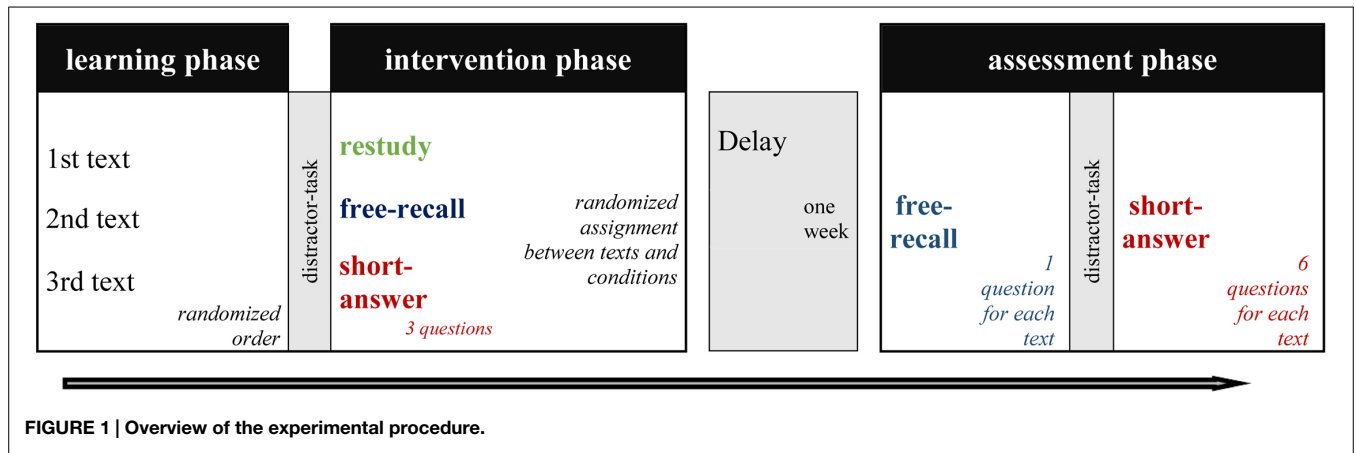 learning phase
1st text
2nd text
3rd text
randomized
order
distractor-task
intervention phase
restudy
free-recall
short-
answer
3 questions
randomized
assignment
between texts and
conditions
Delay
one
week
assessment phase
free-
recall
1
question
for each
text
distractor-task
short-
answer
6
questions
for each
text
FIGURE 1 | Overview of the experimental procedure.